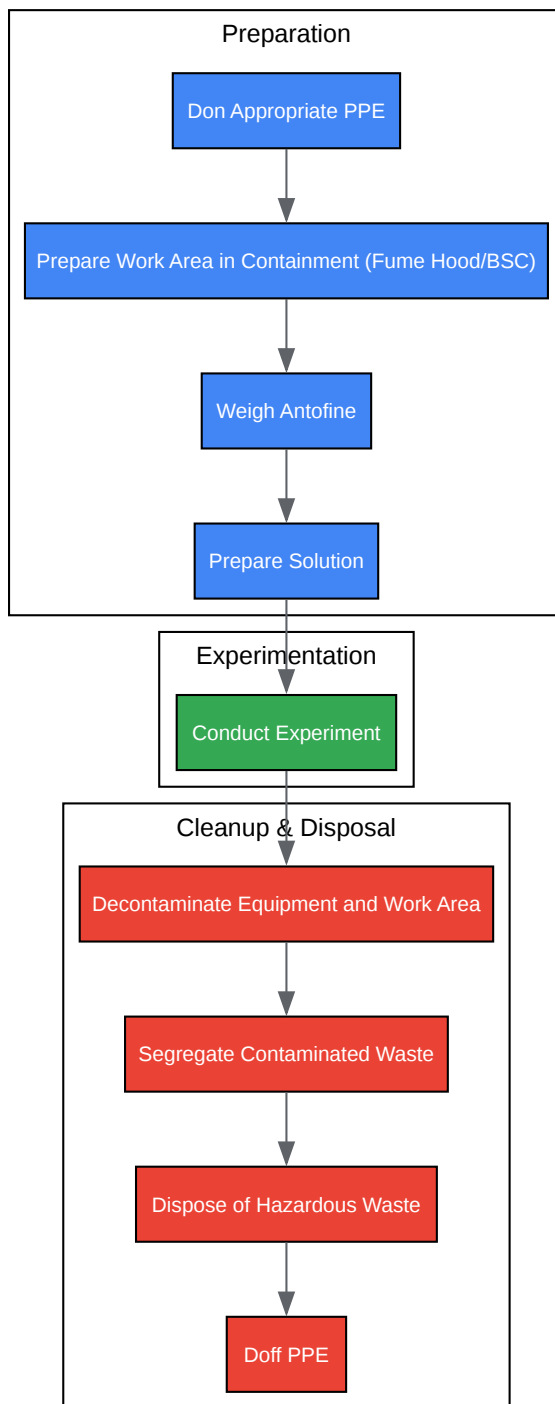 Preparation
Don Appropriate PPE
Prepare Work Area in Containment (Fume Hood/BSC)
Weigh Antofine
Prepare Solution
Experimentation
Conduct Experiment
Cleanup & Disposal
Decontaminate Equipment and Work Area
Segregate Contaminated Waste
Dispose of Hazardous Waste
Doff PPE